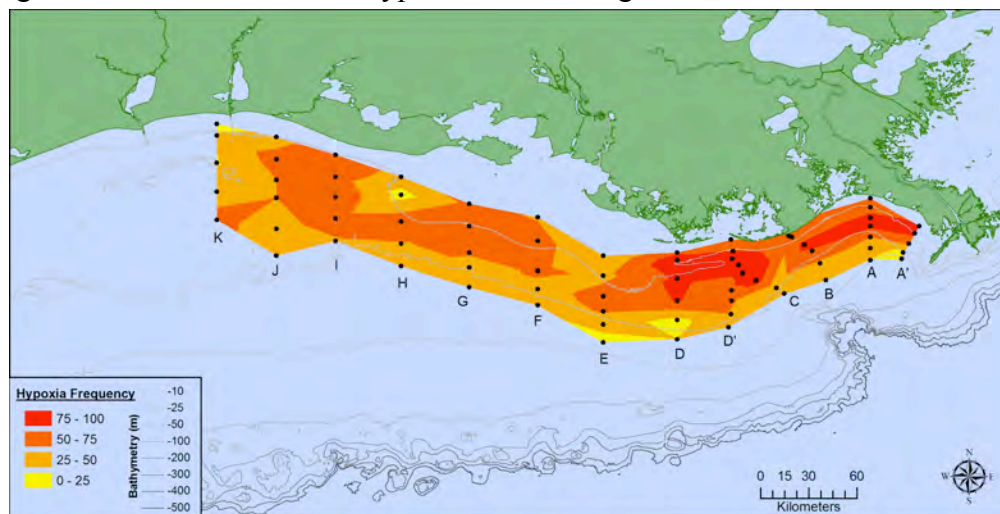 K
J
I
H
G
F
E
D
D'
C
B
A
A'
Hypoxia Frequency
75 - 100
50 - 75
25 - 50
0 - 25
Bathymetry (m)
-10
-25
-50
-100
-200
-300
-400
-500
0 15 30 60
Kilometers
N
W
E
S